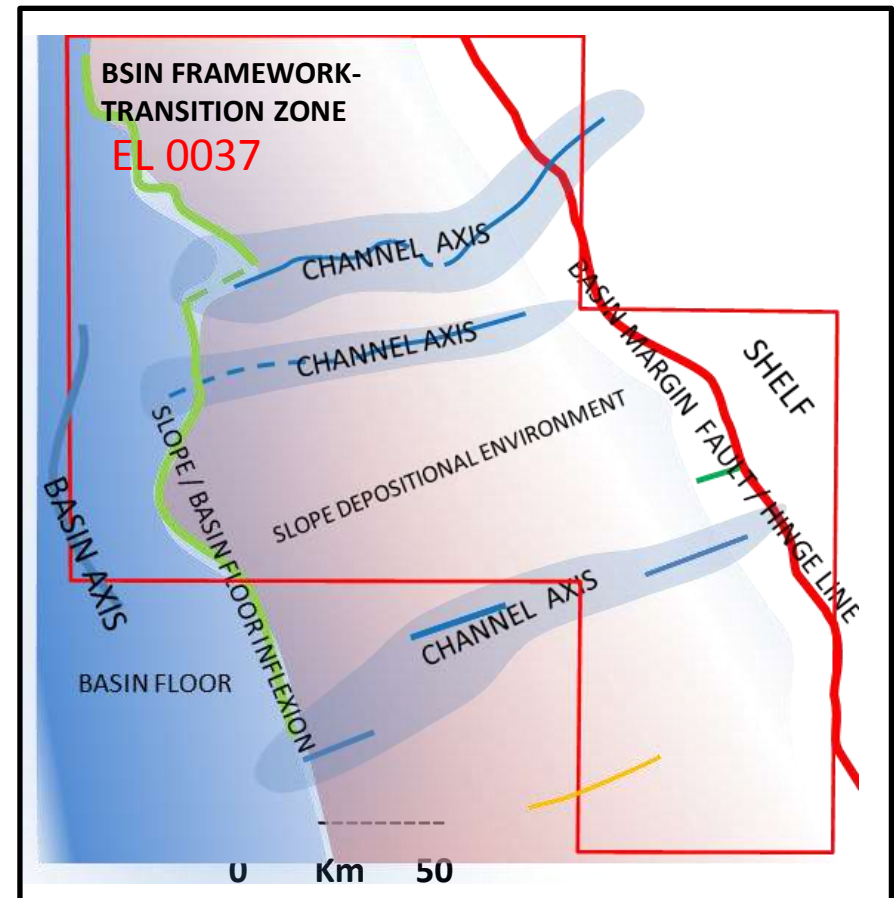 BSIN FRAMEWORK-
TRANSITION ZONE
EL 0037
CHANNEL AXIS
CHANNEL AXIS
BASIN MARGIN FAULT / HINGE LINE
SHELF
SLOPE / BASIN FLOOR INFLEXION
SLOPE DEPOSITIONAL ENVIRONMENT
BASIN AXIS
CHANNEL AXIS
BASIN FLOOR
0 Km 50